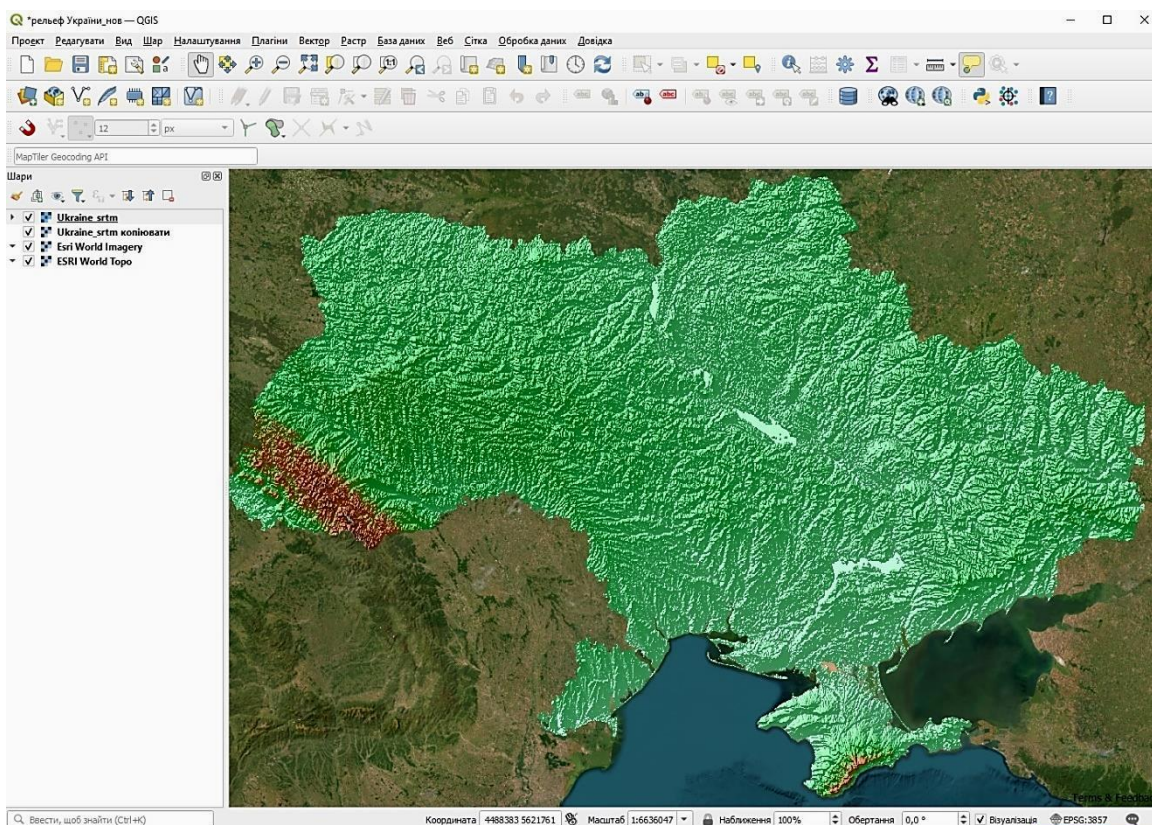 *рельеф України_нов — QGIS
Проєкт Редагувати Вид Шар Налаштування Плагіни Вектор Растр База даних Веб Сітка Обробка даних Довідка
12 px
MapTiler Geocoding API
Шари
Ukraine_srtm
Ukraine_srtm копіювати
Esri World Imagery
ESRI World Topo
Terms & Feedback
Ввести, щоб знайти (Ctrl+K) Координата 4488383 5621761 Масштаб 1:6636047 Наближення 100% Обертання 0,0 ° Візуалізація EPSG:3857